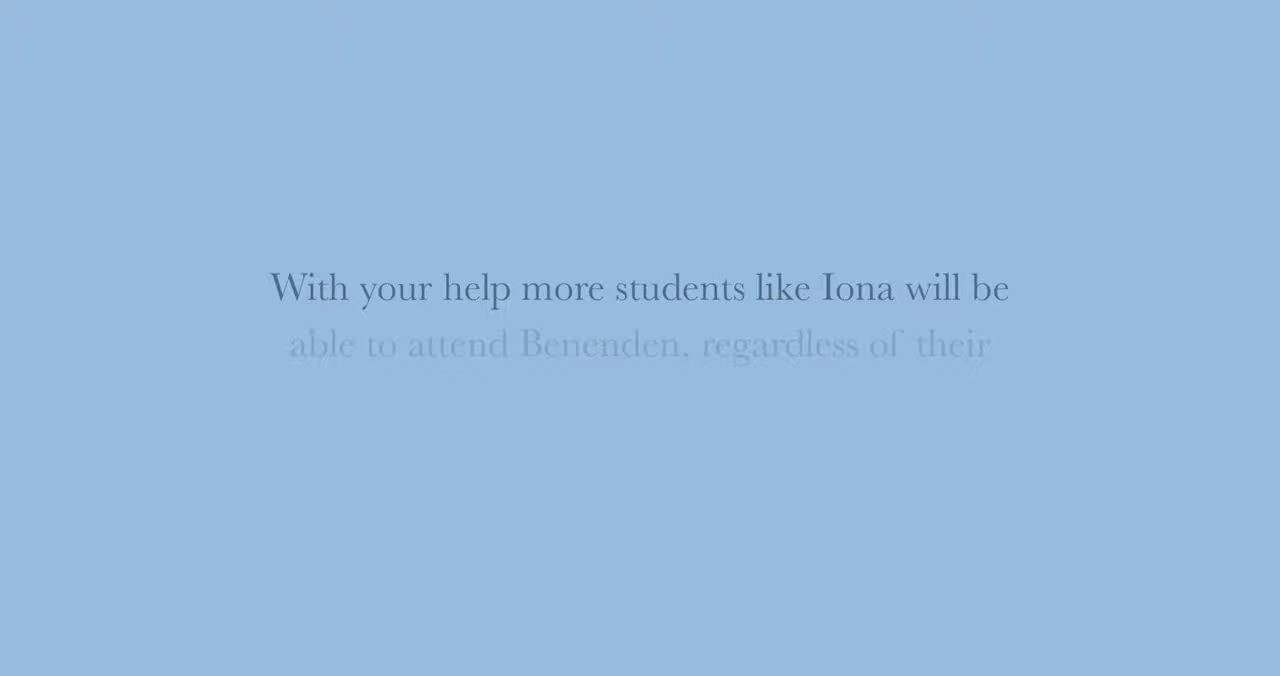 With your help more students like Iona will be
able to attend Benenden, regardless of their